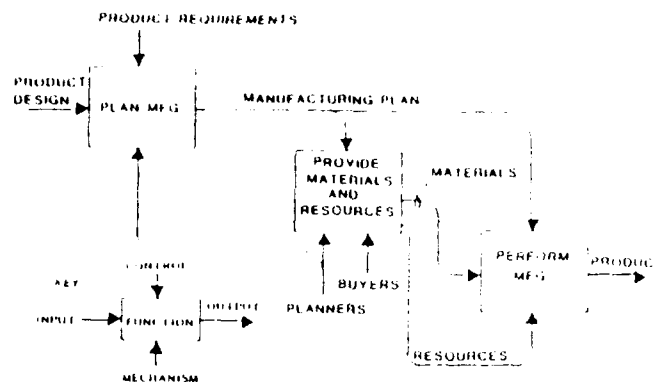 PRODUCT REQUIREMENTS
PRODUCT
DESIGN
PLAN MFG
MANUFACTURING PLAN
PROVIDE
MATERIALS
AND
RESOURCES
MATERIALS
PERFORM
MFG
PRODUC
BUYERS
PLANNERS
RESOURCES
KEY
CONTROL
INPUT
FUNCTION
OUTPUT
MECHANISM